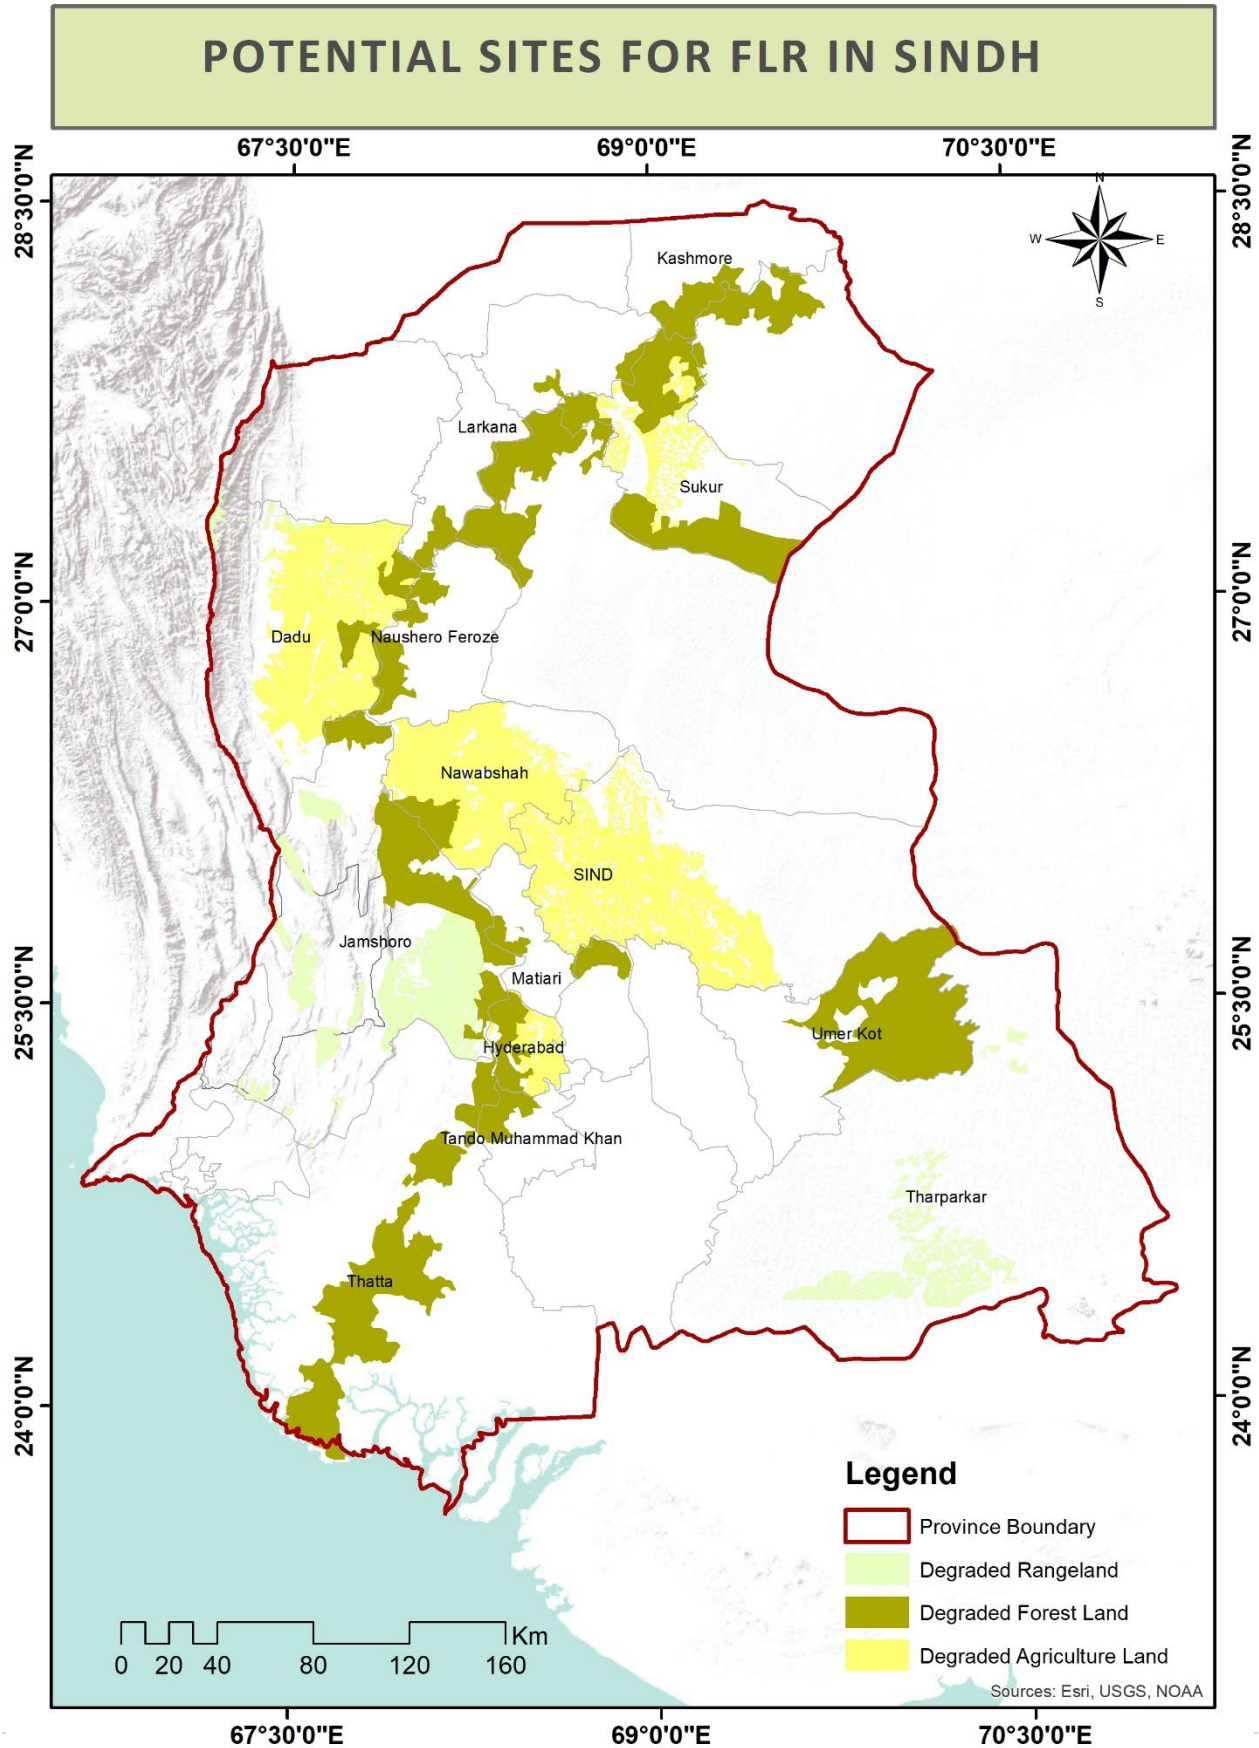 POTENTIAL SITES FOR FLR IN SINDH
67°30'0"E 69°0'0"E 70°30'0"E
28°30'0"N
28°30'0"N
N
W E
S
Kashmore
Larkana
Sukur
27°0'0"N
27°0'0"N
Dadu
Naushero Feroze
Nawabshah
SIND
Jamshoro
Matiari
25°30'0"N
25°30'0"N
Umer Kot
Hyderabad
Tando Muhammad Khan
Tharparkar
Thatta
24°0'0"N
24°0'0"N
Legend
Province Boundary
Degraded Rangeland
Degraded Forest Land
Degraded Agriculture Land
Km
0 20 40 80 120 160
Sources: Esri, USGS, NOAA
67°30'0"E 69°0'0"E 70°30'0"E